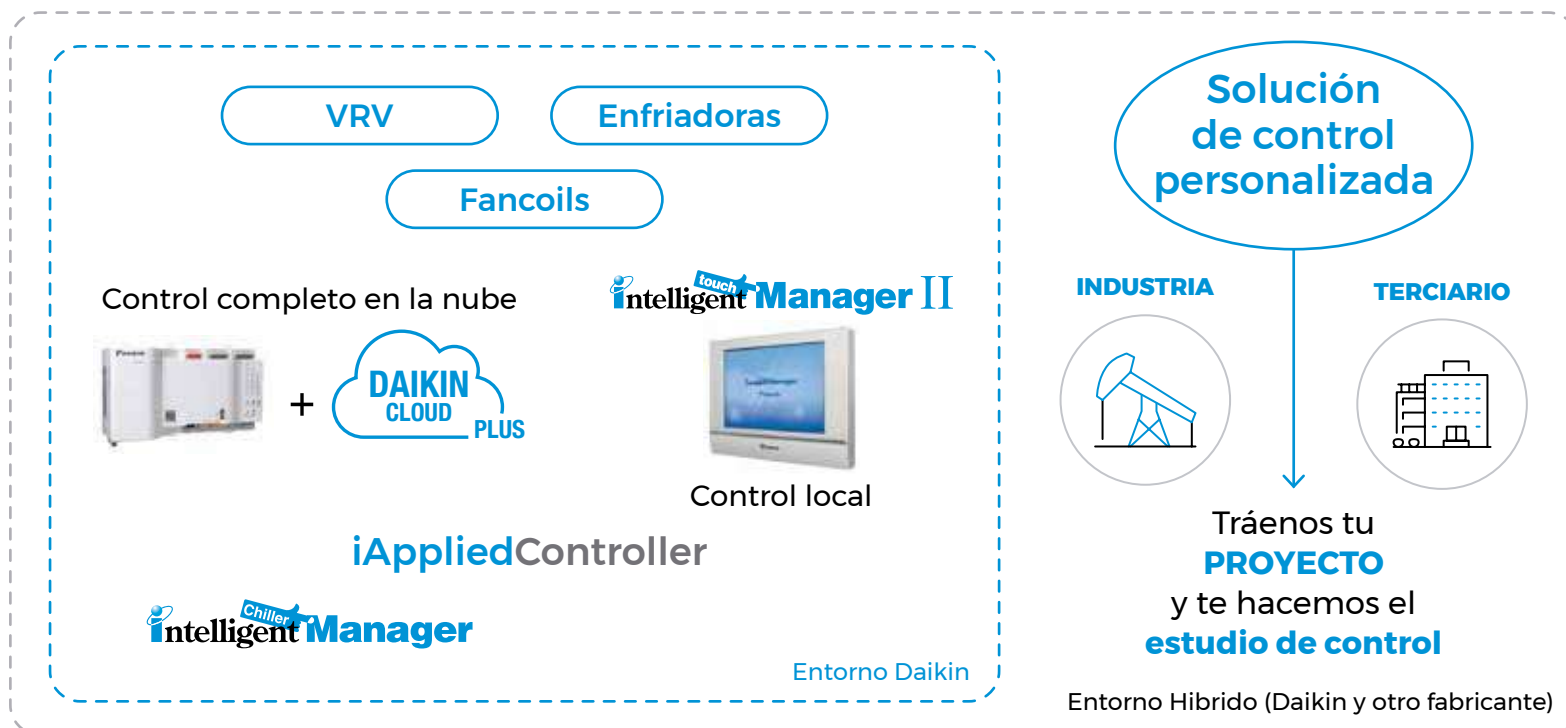 VRV
Enfriadoras
Fancoils
Control completo en la nube
DAIKIN
CLOUD
PLUS
+
intelligent touch Manager II
Control local
iAppliedController
intelligent Chiller Manager
Entorno Daikin
Solución
de control
personalizada
INDUSTRIA
TERCIARIO
Tráenos tu
PROYECTO
y te hacemos el
estudio de control
Entorno Hibrido (Daikin y otro fabricante)